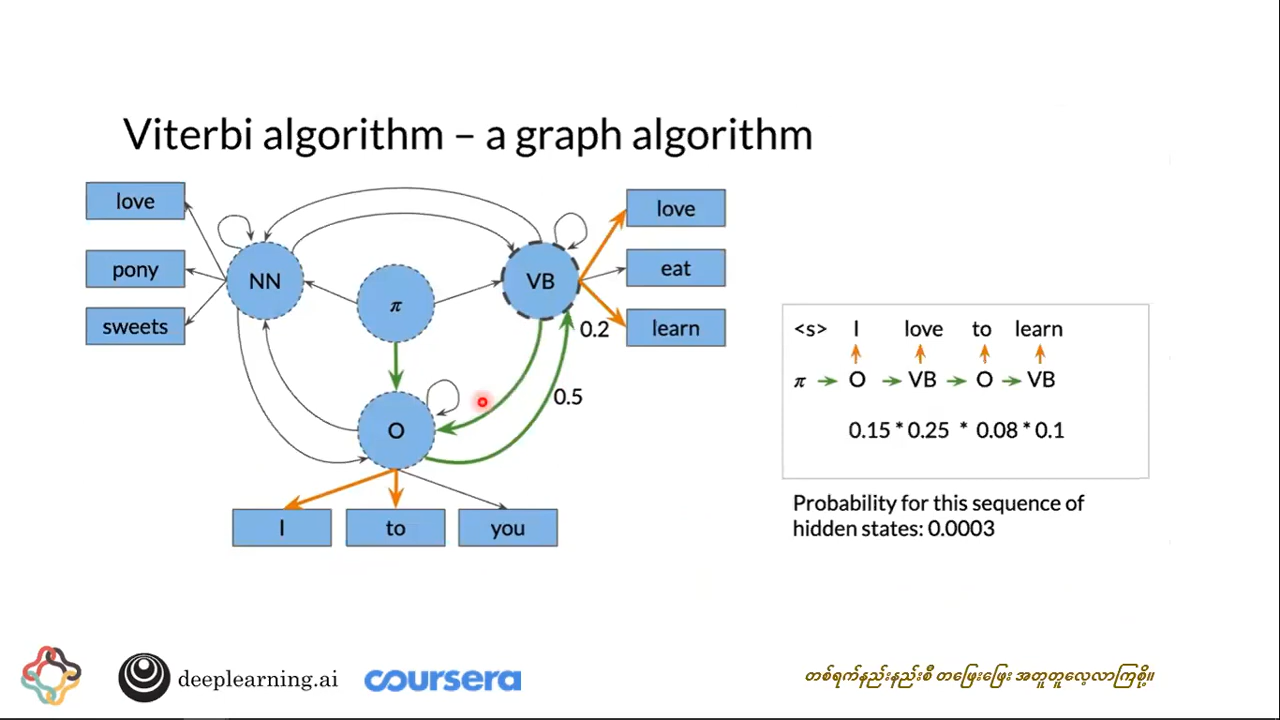 Viterbi algorithm – a graph algorithm
love
pony
sweets
NN
π
VB
love
eat
learn
0.2
0.5
O
I
to
you
<s> I love to learn
π O VB O VB
0.15 * 0.25 * 0.08 * 0.1
Probability for this sequence of
hidden states: 0.0003
deeplearning.ai
coursera
တစ်ရက်နည်းနည်းစီ တဖြေးဖြေး အတူတူလေ့လာကြစို့။